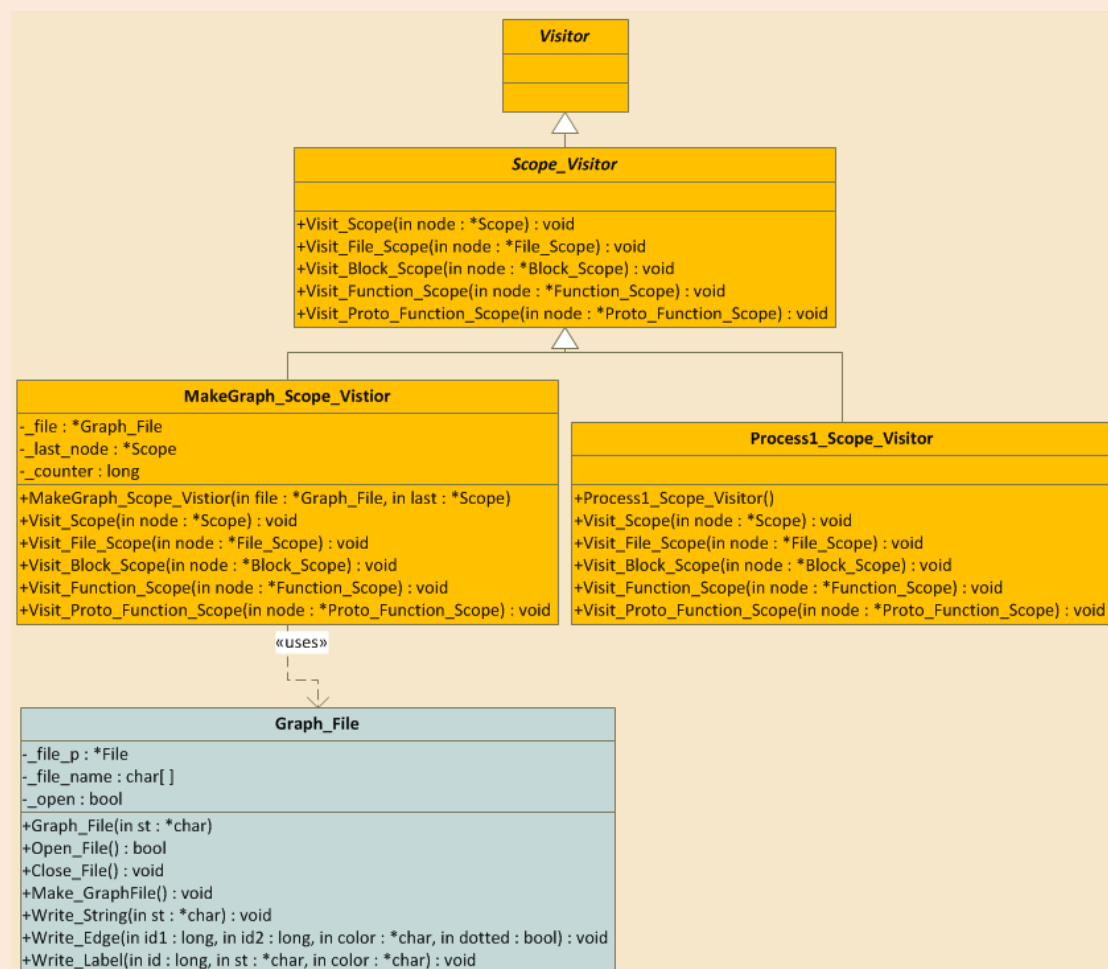 Visitor
Scope_Visitor
+Visit_Scope(in node : *Scope) : void
+Visit_File_Scope(in node : *File_Scope) : void
+Visit_Block_Scope(in node : *Block_Scope) : void
+Visit_Function_Scope(in node : *Function_Scope) : void
+Visit_Proto_Function_Scope(in node : *Proto_Function_Scope) : void
MakeGraph_Scope_Vistior
-_file : *Graph_File
-_last_node : *Scope
-_counter : long
+MakeGraph_Scope_Vistior(in file : *Graph_File, in last : *Scope)
+Visit_Scope(in node : *Scope) : void
+Visit_File_Scope(in node : *File_Scope) : void
+Visit_Block_Scope(in node : *Block_Scope) : void
+Visit_Function_Scope(in node : *Function_Scope) : void
+Visit_Proto_Function_Scope(in node : *Proto_Function_Scope) : void
Process1_Scope_Visitor
+Process1_Scope_Visitor()
+Visit_Scope(in node : *Scope) : void
+Visit_File_Scope(in node : *File_Scope) : void
+Visit_Block_Scope(in node : *Block_Scope) : void
+Visit_Function_Scope(in node : *Function_Scope) : void
+Visit_Proto_Function_Scope(in node : *Proto_Function_Scope) : void
«uses»
Graph_File
-_file_p : *File
-_file_name : char[ ]
-_open : bool
+Graph_File(in st : *char)
+Open_File() : bool
+Close_File() : void
+Make_GraphFile() : void
+Write_String(in st : *char) : void
+Write_Edge(in id1 : long, in id2 : long, in color : *char, in dotted : bool) : void
+Write_Label(in id : long, in st : *char, in color : *char) : void